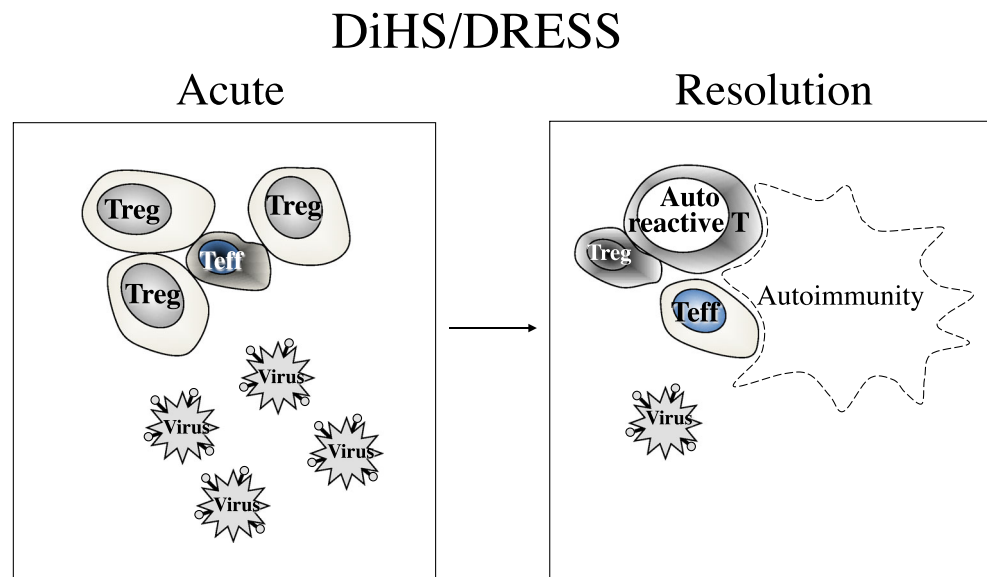 DiHS/DRESS
Acute
Resolution
Treg
Treg
Teff
Treg
Virus
Virus
Virus
Virus
Auto
reactive T
Treg
Teff
Autoimmunity
Virus